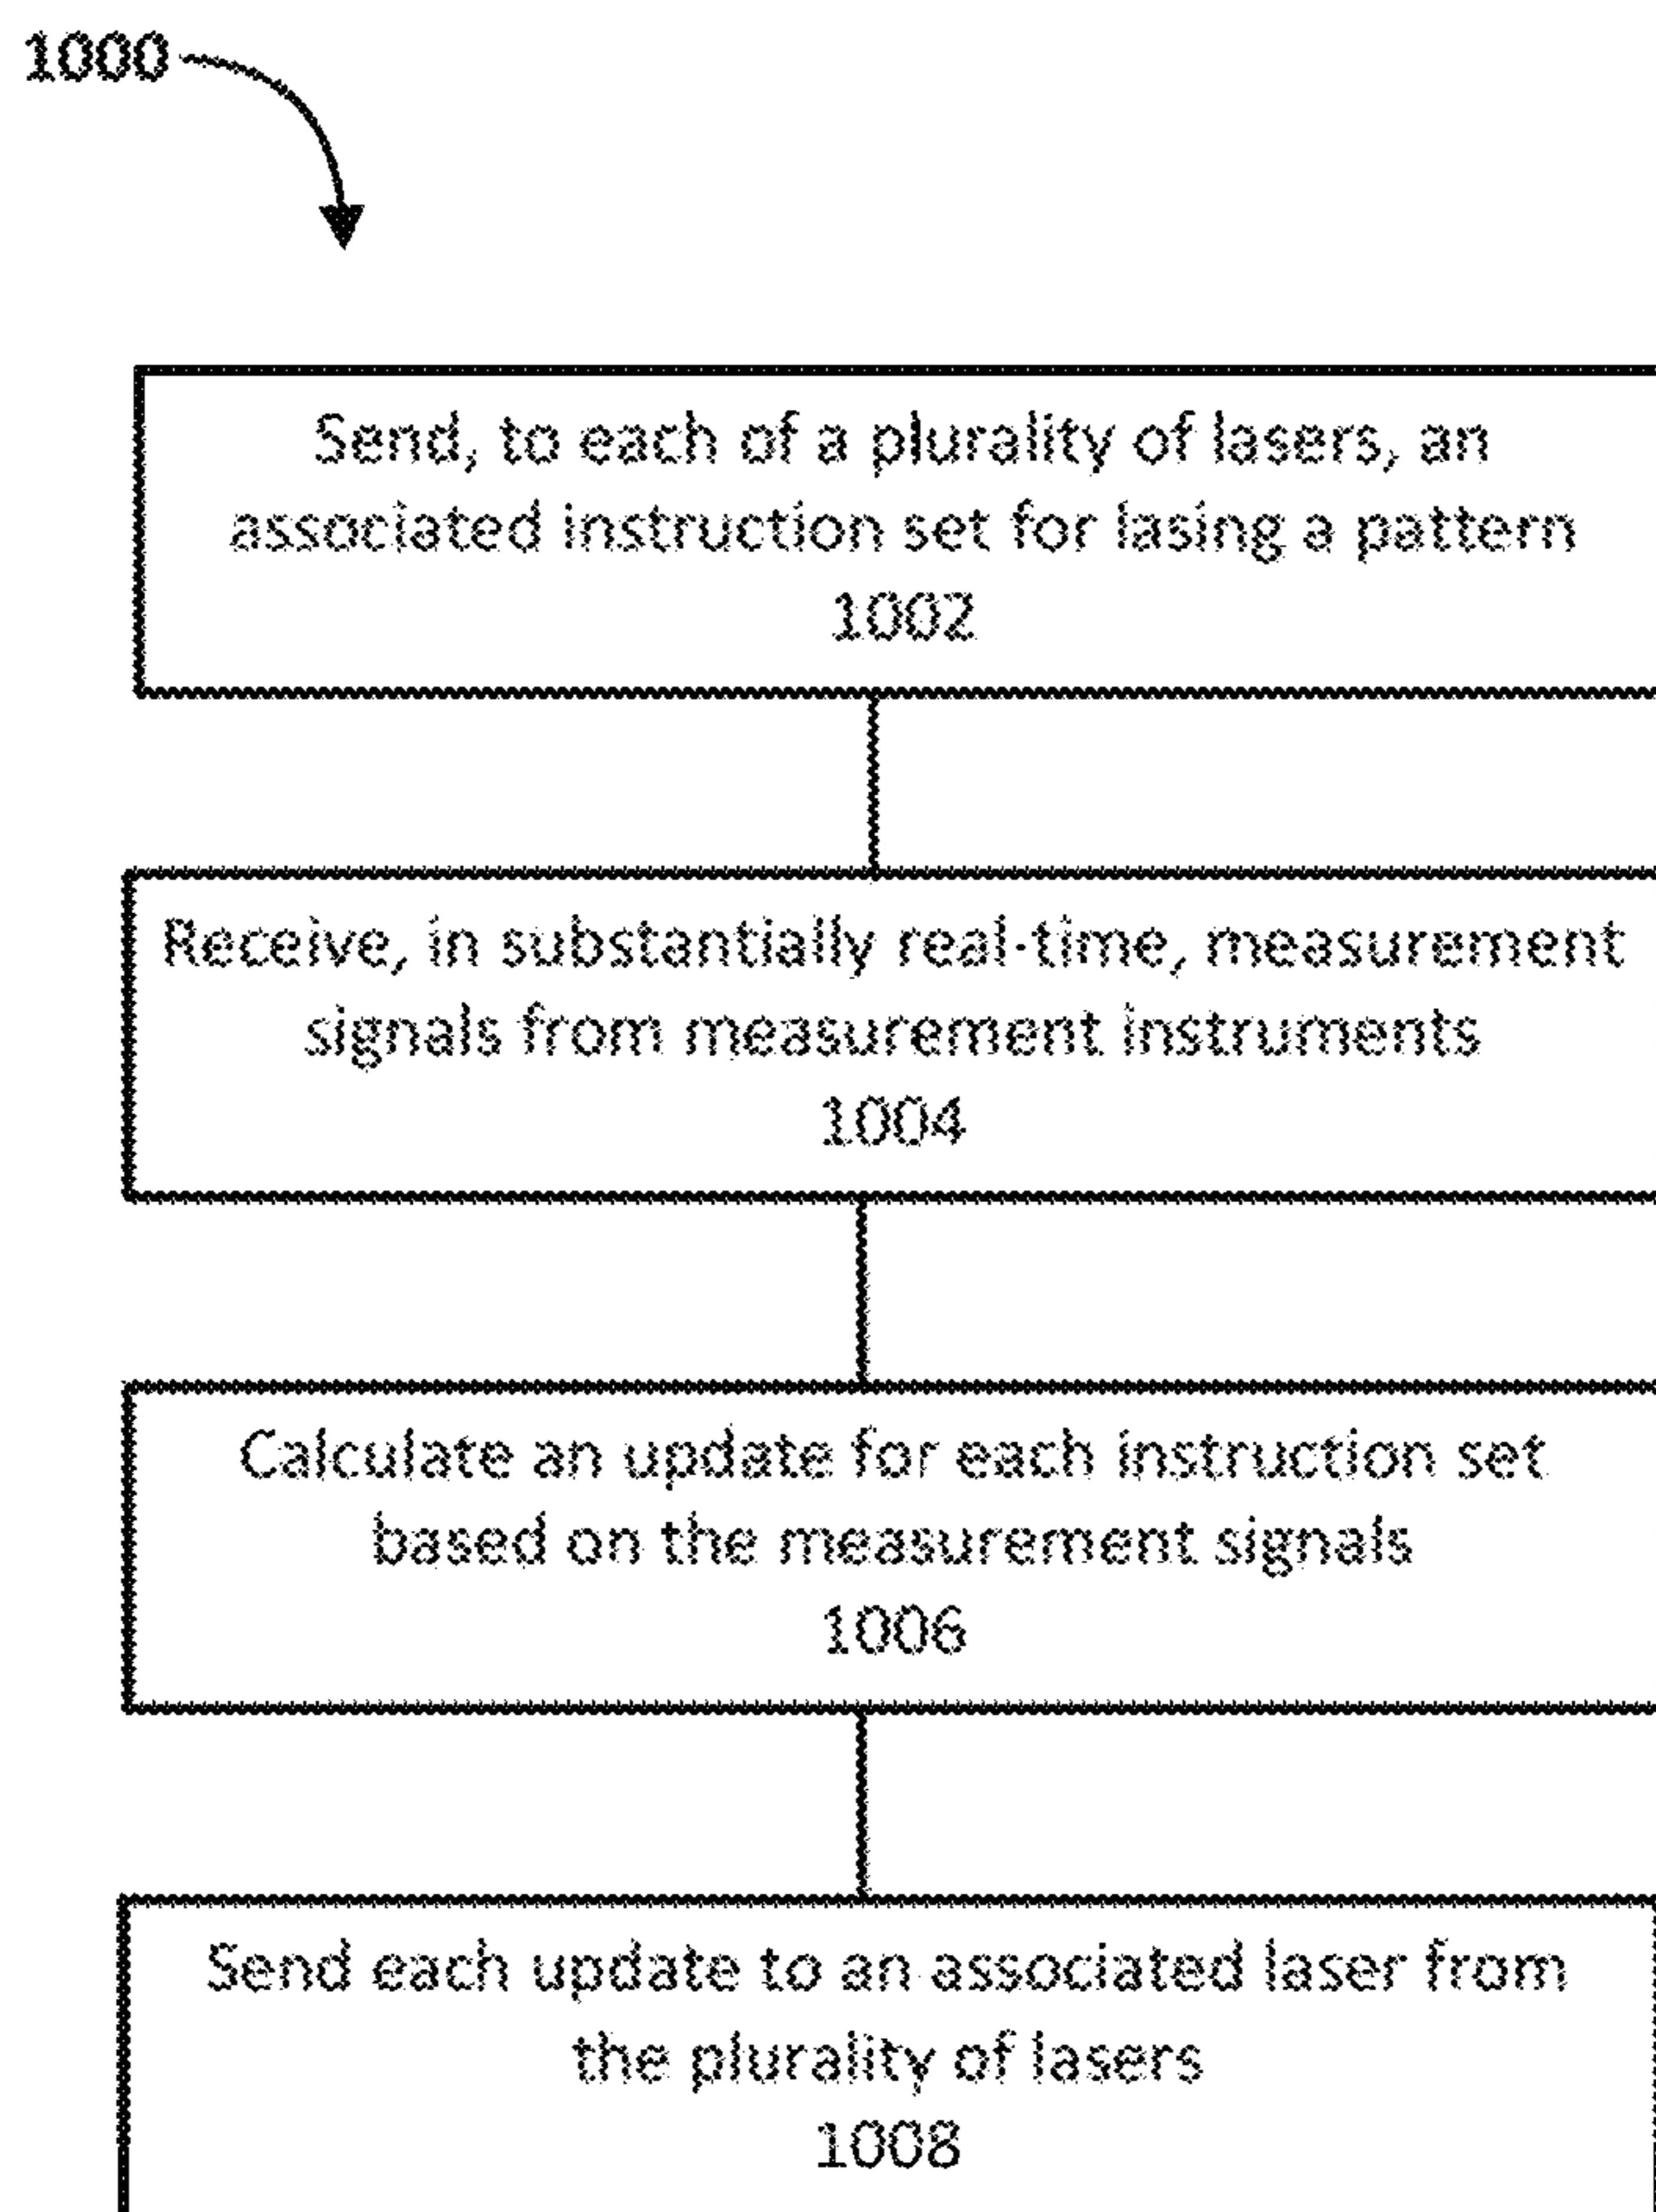 1000
Send, to each of a plurality of lasers, an
associated instruction set for lasing a pattern
1002
Receive, in substantially real-time, measurement
signals from measurement instruments
1004
Calculate an update for each instruction set
based on the measurement signals
1006
Send each update to an associated laser from
the plurality of lasers
1008